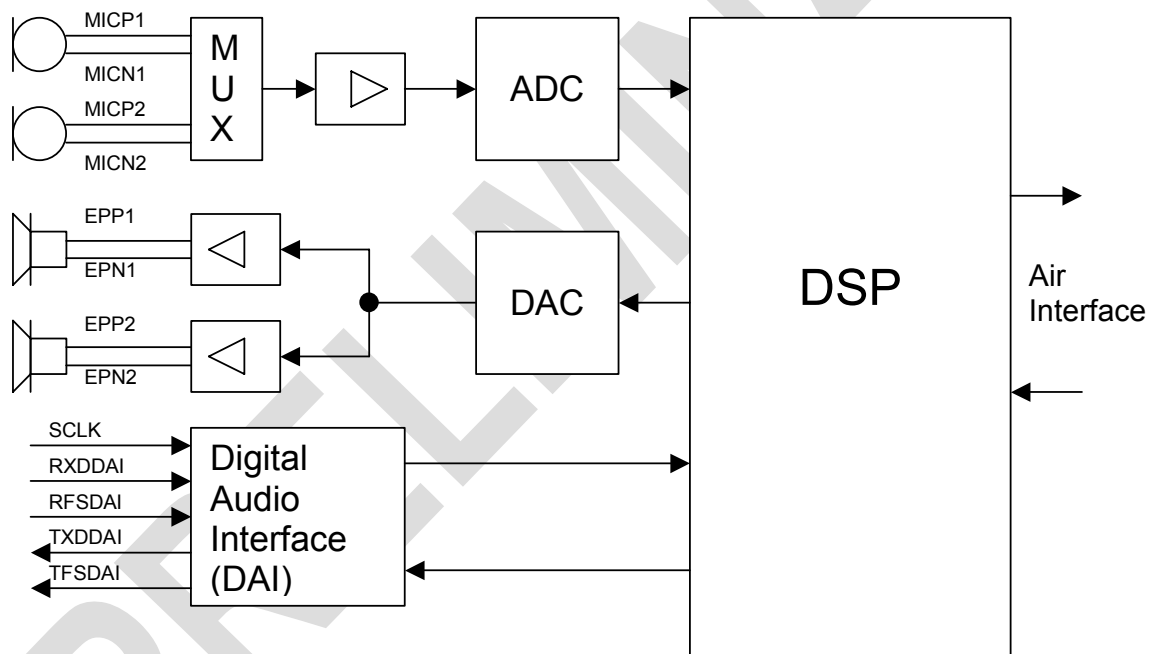 MICP1
MICN1
MICP2
MICN2
M
U
X
ADC
EPP1
EPN1
EPP2
EPN2
DAC
DSP
Air
Interface
SCLK
RXDDAI
RFSDAI
TXDDAI
TFSDAI
Digital
Audio
Interface
(DAI)